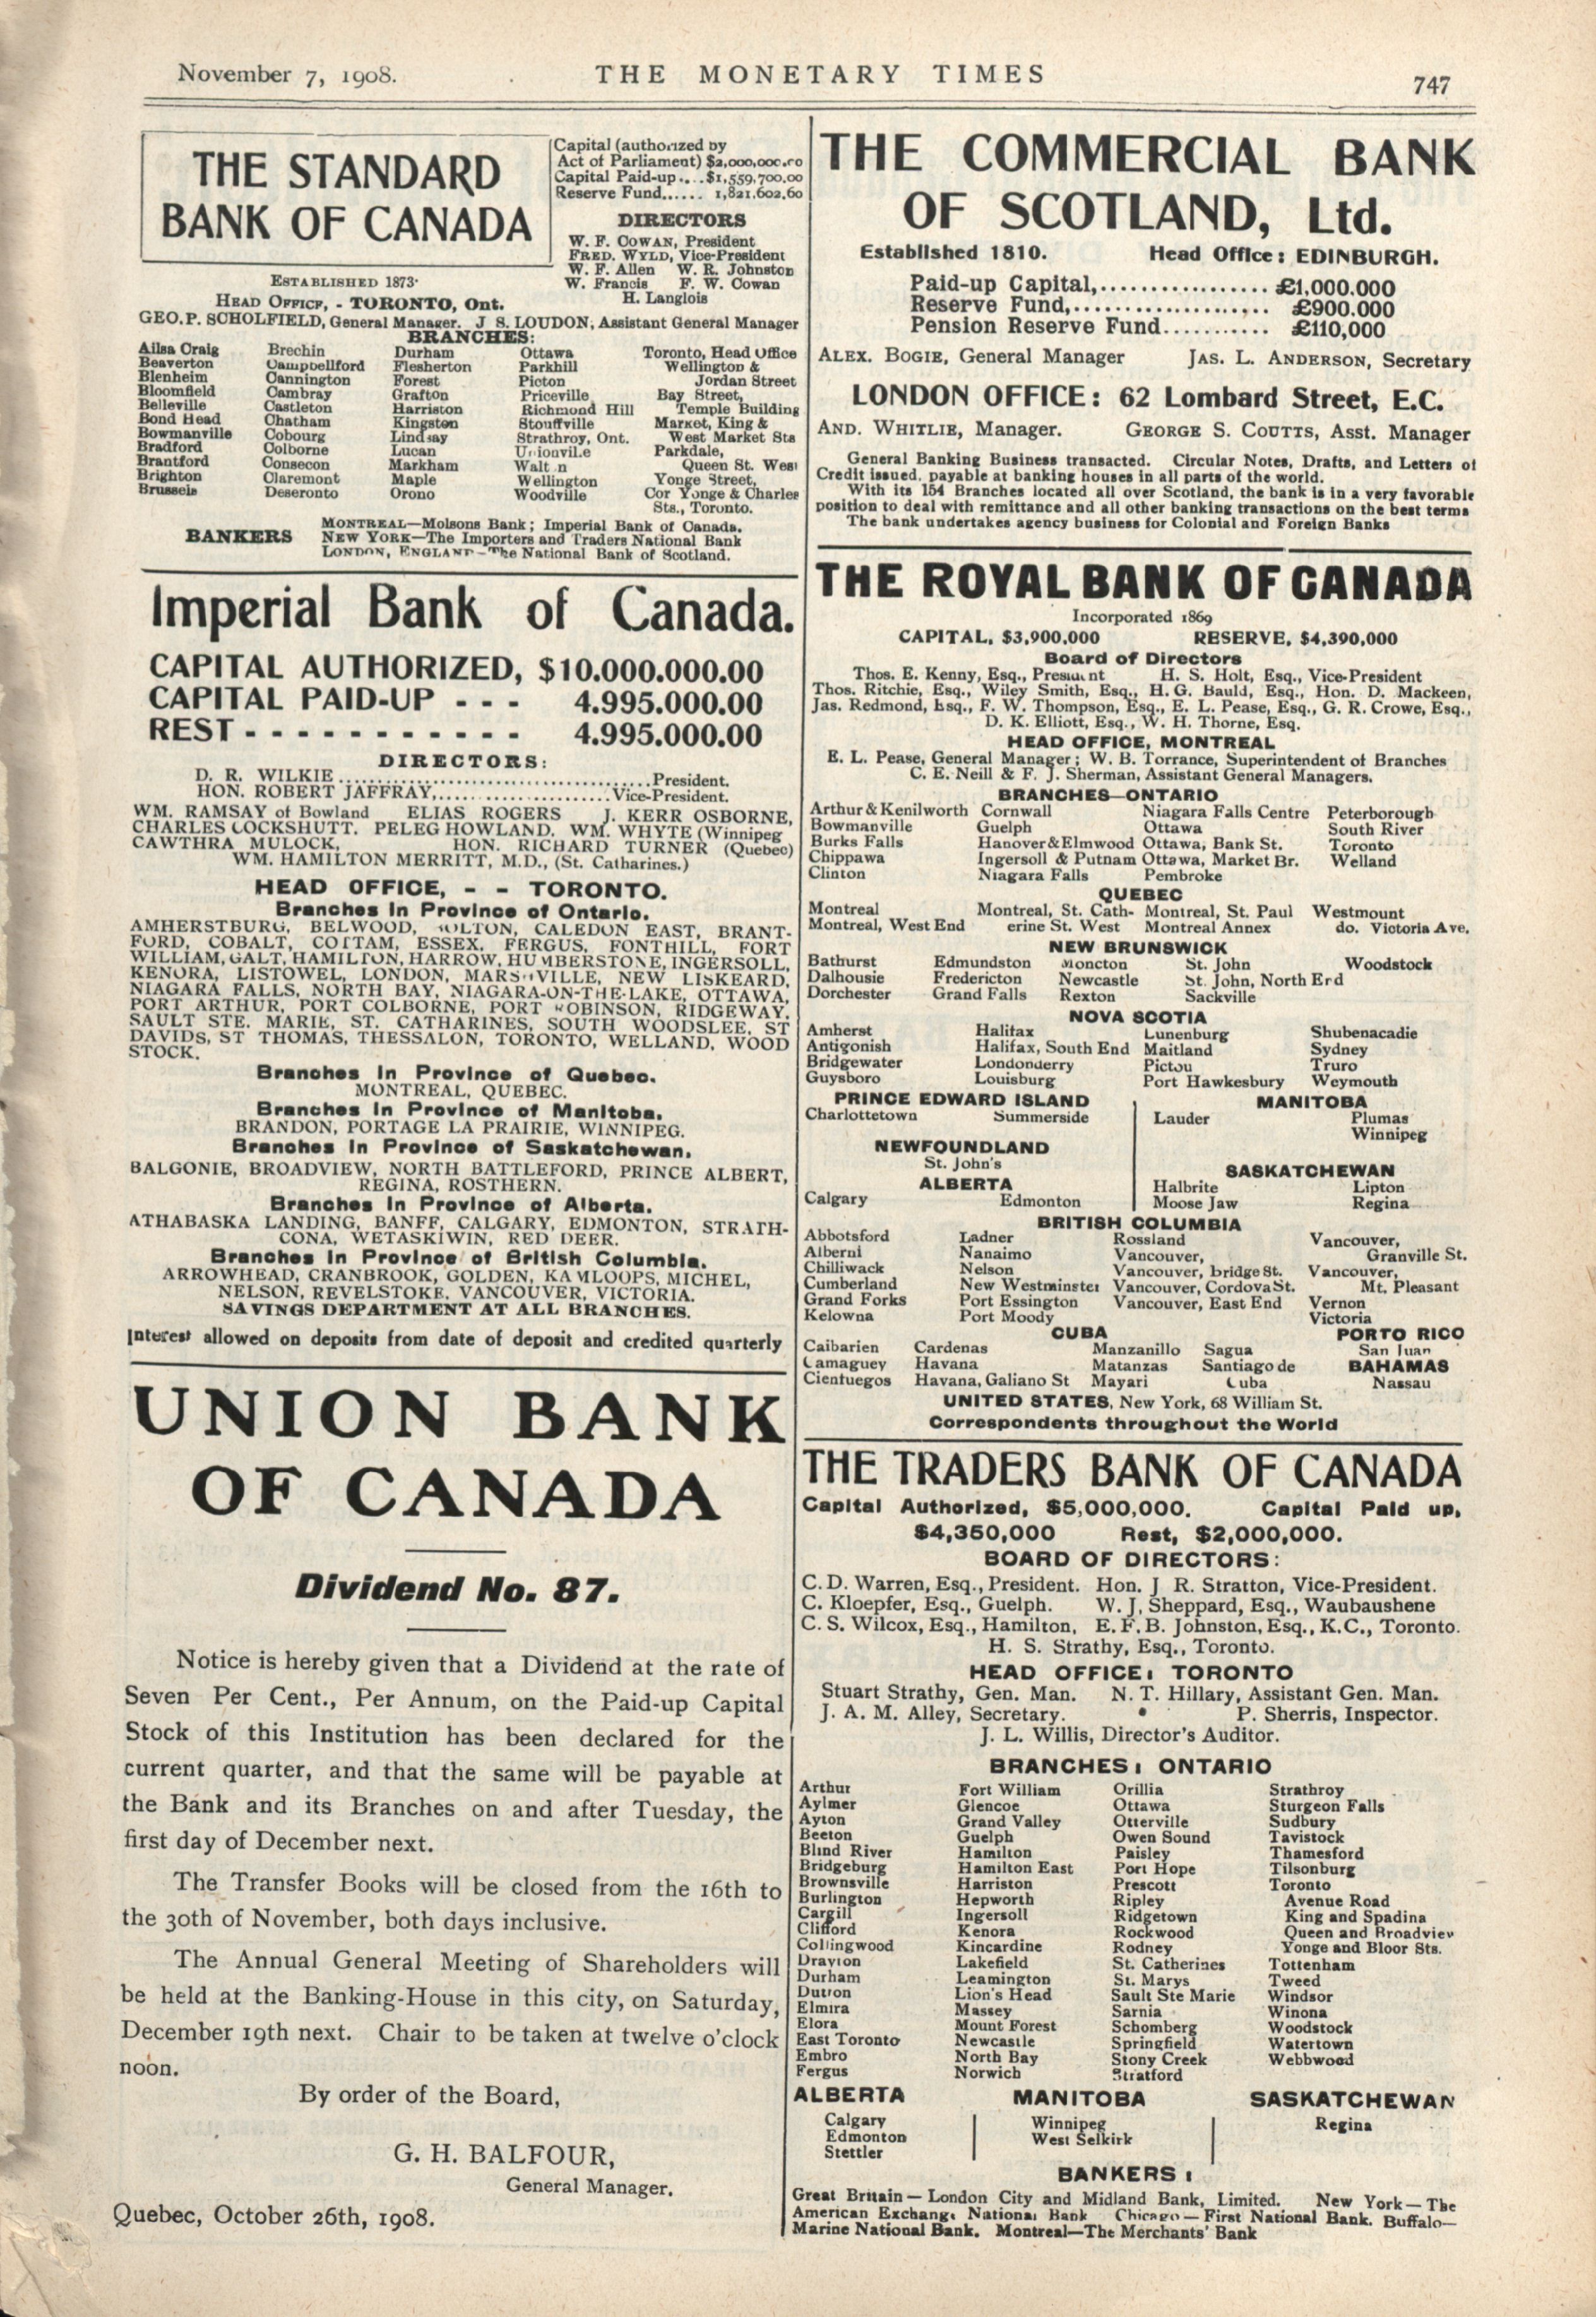 November 7, 1908.
THE MONETARY TIMES
747
THE STANDARD
BANK OF CANADA
Capital (authorized by
Act of Parliament) $2,000,000.00
Capital Paid-up.... $1,559,700.00
Reserve Fund...... 1,821,602.60
DIRECTORS
W. F. COWAN, President
FRED. WYLD, Vice-President
W. F. Allen W. R. Johnston
W. Francis F. W. Cowan
H. Langlois
ESTABLISHED 1873
HEAD OFFICE, - TORONTO, Ont.
GEO. P. SCHOLFIELD, General Manager. J S. LOUDON, Assistant General Manager
BRANCHES:
Ailsa Craig Brechin Durham Ottawa Toronto, Head Office
Beaverton Campbellford Flesherton Parkhill Wellington &
Blenheim Cannington Forest Picton Jordan Street
Bloomfield Cambray Grafton Priceville Bay Street,
Belleville Castleton Harriston Richmond Hill Temple Building
Bond Head Chatham Kingston Stouffville Market, King &
Bowmanville Cobourg Lindsay Strathroy, Ont. West Market Sts
Bradford Colborne Lucan Unionville Parkdale,
Brantford Consecon Markham Walt n Queen St. West
Brighton Claremont Maple Wellington Yonge Street,
Brussels Deseronto Orono Woodville Cor Yonge & Charles
Sts., Toronto.
BANKERS
MONTREAL—Molsons Bank; Imperial Bank of Canada.
NEW YORK—The Importers and Traders National Bank
LONDON, ENGLAND—The National Bank of Scotland.
Imperial Bank of Canada.
CAPITAL AUTHORIZED, $10.000.000.00
CAPITAL PAID-UP - - - 4.995.000.00
REST - - - - - - - - - - - 4.995.000.00
DIRECTORS:
D. R. WILKIE........................................President.
HON. ROBERT JAFFRAY,........................Vice-President.
WM. RAMSAY of Bowland ELIAS ROGERS J. KERR OSBORNE,
CHARLES COCKSHUTT. PELEG HOWLAND. WM. WHYTE (Winnipeg
CAWTHRA MULOCK, HON. RICHARD TURNER (Quebec)
WM. HAMILTON MERRITT, M.D., (St. Catharines.)
HEAD OFFICE, - - TORONTO.
Branches in Province of Ontario.
AMHERSTBURG, BELWOOD, BOLTON, CALEDON EAST, BRANT-
FORD, COBALT, COTTAM, ESSEX, FERGUS, FONTHILL, FORT
WILLIAM, GALT, HAMILTON, HARROW, HUMBERSTONE, INGERSOLL,
KENORA, LISTOWEL, LONDON, MARSHVILLE, NEW LISKEARD,
NIAGARA FALLS, NORTH BAY, NIAGARA-ON-THE-LAKE, OTTAWA,
PORT ARTHUR, PORT COLBORNE, PORT ROBINSON, RIDGEWAY.
SAULT STE. MARIE, ST. CATHARINES, SOUTH WOODSLEE, ST
DAVIDS, ST THOMAS, THESSALON, TORONTO, WELLAND, WOOD
STOCK.
Branches in Province of Quebec.
MONTREAL, QUEBEC.
Branches in Province of Manitoba.
BRANDON, PORTAGE LA PRAIRIE, WINNIPEG.
Branches in Province of Saskatchewan.
BALGONIE, BROADVIEW, NORTH BATTLEFORD, PRINCE ALBERT,
REGINA, ROSTHERN.
Branches in Province of Alberta.
ATHABASKA LANDING, BANFF, CALGARY, EDMONTON, STRATH-
CONA, WETASKIWIN, RED DEER.
Branches in Province of British Columbia.
ARROWHEAD, CRANBROOK, GOLDEN, KAMLOOPS, MICHEL,
NELSON, REVELSTOKE, VANCOUVER, VICTORIA.
SAVINGS DEPARTMENT AT ALL BRANCHES.
Interest allowed on deposits from date of deposit and credited quarterly
UNION BANK
OF CANADA
Dividend No. 87.
Notice is hereby given that a Dividend at the rate of
Seven Per Cent., Per Annum, on the Paid-up Capital
Stock of this Institution has been declared for the
current quarter, and that the same will be payable at
the Bank and its Branches on and after Tuesday, the
first day of December next.
The Transfer Books will be closed from the 16th to
the 30th of November, both days inclusive.
The Annual General Meeting of Shareholders will
be held at the Banking-House in this city, on Saturday,
December 19th next. Chair to be taken at twelve o'clock
noon.
By order of the Board,
G. H. BALFOUR,
General Manager.
Quebec, October 26th, 1908.
THE COMMERCIAL BANK
OF SCOTLAND, Ltd.
Established 1810. Head Office: EDINBURGH.
Paid-up Capital,................. £1.000.000
Reserve Fund,.................... £900.000
Pension Reserve Fund........... £110,000
ALEX. BOGIE, General Manager JAS. L. ANDERSON, Secretary
LONDON OFFICE: 62 Lombard Street, E.C.
AND. WHITLIE, Manager. GEORGE S. COUTTS, Asst. Manager
General Banking Business transacted. Circular Notes, Drafts, and Letters of
Credit issued, payable at banking houses in all parts of the world.
With its 154 Branches located all over Scotland, the bank is in a very favorable
position to deal with remittance and all other banking transactions on the best terms
The bank undertakes agency business for Colonial and Foreign Banks
THE ROYAL BANK OF CANADA
Incorporated 1869
CAPITAL, $3,900,000 RESERVE, $4,390,000
Board of Directors
Thos. E. Kenny, Esq., President H. S. Holt, Esq., Vice-President
Thos. Ritchie, Esq., Wiley Smith, Esq., H. G. Bauld, Esq., Hon. D. Mackeen,
Jas. Redmond, Esq., F. W. Thompson, Esq., E. L. Pease, Esq., G. R. Crowe, Esq.,
D. K. Elliott, Esq., W. H. Thorne, Esq.
HEAD OFFICE, MONTREAL
E. L. Pease, General Manager; W. B. Torrance, Superintendent of Branches
C. E. Neill & F. J. Sherman, Assistant General Managers.
BRANCHES—ONTARIO
Arthur & Kenilworth Cornwall Niagara Falls Centre Peterborough
Bowmanville Guelph Ottawa South River
Burks Falls Hanover & Elmwood Ottawa, Bank St. Toronto
Chippawa Ingersoll & Putnam Ottawa, Market Br. Welland
Clinton Niagara Falls Pembroke
QUEBEC
Montreal Montreal, St. Cath- Montreal, St. Paul Westmount
Montreal, West End erine St. West Montreal Annex do. Victoria Ave.
NEW BRUNSWICK
Bathurst Edmundston Moncton St. John Woodstock
Dalhousie Fredericton Newcastle St. John, North End
Dorchester Grand Falls Rexton Sackville
NOVA SCOTIA
Amherst Halifax Lunenburg Shubenacadie
Antigonish Halifax, South End Maitland Sydney
Bridgewater Londonderry Pictou Truro
Guysboro Louisburg Port Hawkesbury Weymouth
PRINCE EDWARD ISLAND MANITOBA
Charlottetown Summerside Lauder Plumas
Winnipeg
NEWFOUNDLAND
St. John's
SASKATCHEWAN
ALBERTA Halbrite Lipton
Calgary Edmonton Moose Jaw Regina
BRITISH COLUMBIA
Abbotsford Ladner Rossland Vancouver,
Alberni Nanaimo Vancouver, Granville St.
Chilliwack Nelson Vancouver, bridge St. Vancouver,
Cumberland New Westminster Vancouver, Cordova St. Mt. Pleasant
Grand Forks Port Essington Vancouver, East End Vernon
Kelowna Port Moody Victoria
CUBA PORTO RICO
Caibarien Cardenas Manzanillo Sagua San Juan
Camaguey Havana Matanzas Santiago de BAHAMAS
Cientuegos Havana, Galiano St Mayari Cuba Nassau
UNITED STATES, New York, 68 William St.
Correspondents throughout the World
THE TRADERS BANK OF CANADA
Capital Authorized, $5,000,000. Capital Paid up,
$4,350,000 Rest, $2,000,000.
BOARD OF DIRECTORS:
C. D. Warren, Esq., President. Hon. J R. Stratton, Vice-President.
C. Kloepfer, Esq., Guelph. W. J. Sheppard, Esq., Waubaushene
C. S. Wilcox, Esq., Hamilton, E. F. B. Johnston, Esq., K.C., Toronto.
H. S. Strathy, Esq., Toronto.
HEAD OFFICE: TORONTO
Stuart Strathy, Gen. Man. N. T. Hillary, Assistant Gen. Man.
J. A. M. Alley, Secretary. P. Sherris, Inspector.
J. L. Willis, Director's Auditor.
BRANCHES: ONTARIO
Arthur Fort William Orillia Strathroy
Aylmer Glencoe Ottawa Sturgeon Falls
Ayton Grand Valley Otterville Sudbury
Beeton Guelph Owen Sound Tavistock
Blind River Hamilton Paisley Thamesford
Bridgeburg Hamilton East Port Hope Tilsonburg
Brownsville Harriston Prescott Toronto
Burlington Hepworth Ripley Avenue Road
Cargill Ingersoll Ridgetown King and Spadina
Clifford Kenora Rockwood Queen and Broadview
Collingwood Kincardine Rodney Yonge and Bloor Sts.
Drayton Lakefield St. Catherines Tottenham
Durham Leamington St. Marys Tweed
Dutton Lion's Head Sault Ste Marie Windsor
Elmira Massey Sarnia Winona
Elora Mount Forest Schomberg Woodstock
East Toronto Newcastle Springfield Watertown
Embro North Bay Stony Creek Webbwood
Fergus Norwich Stratford
ALBERTA MANITOBA SASKATCHEWAN
Calgary Winnipeg Regina
Edmonton West Selkirk
Stettler
BANKERS:
Great Britain — London City and Midland Bank, Limited. New York — The
American Exchange National Bank Chicago — First National Bank. Buffalo—
Marine National Bank. Montreal—The Merchants' Bank